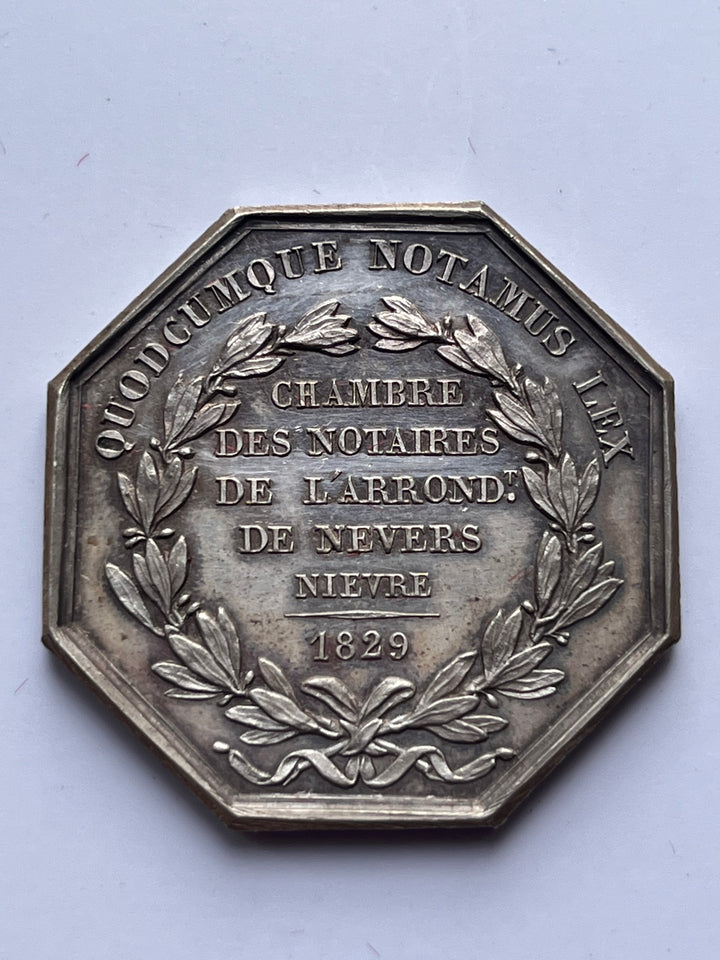 QUODCUMQUE NOTAMUS LEX
CHAMBRE
DES NOTAIRES
DE L'ARROND.T
DE NEVERS
NIEVRE
1829